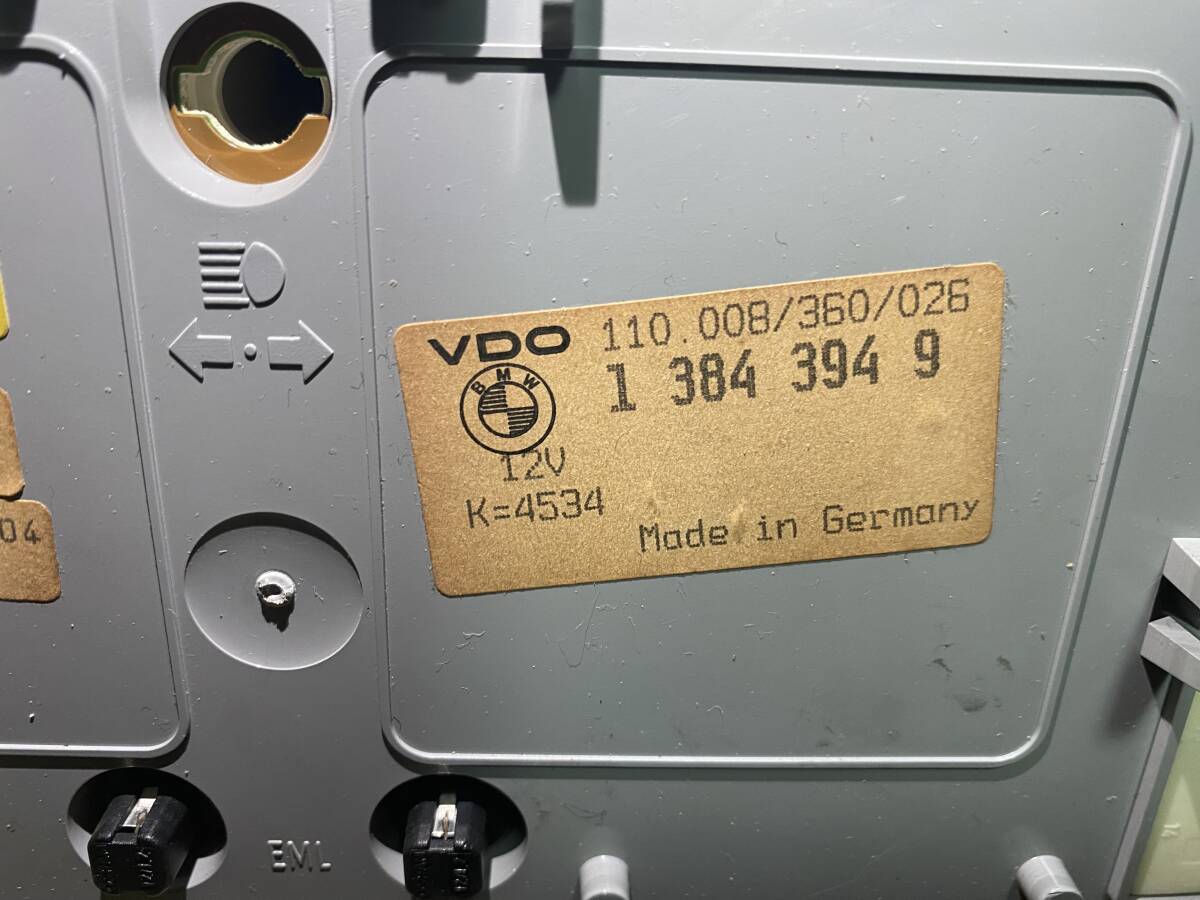 VDO 110.008/360/026
BMW 1 384 394 9
12V
K=4534
Made in Germany
04
EML